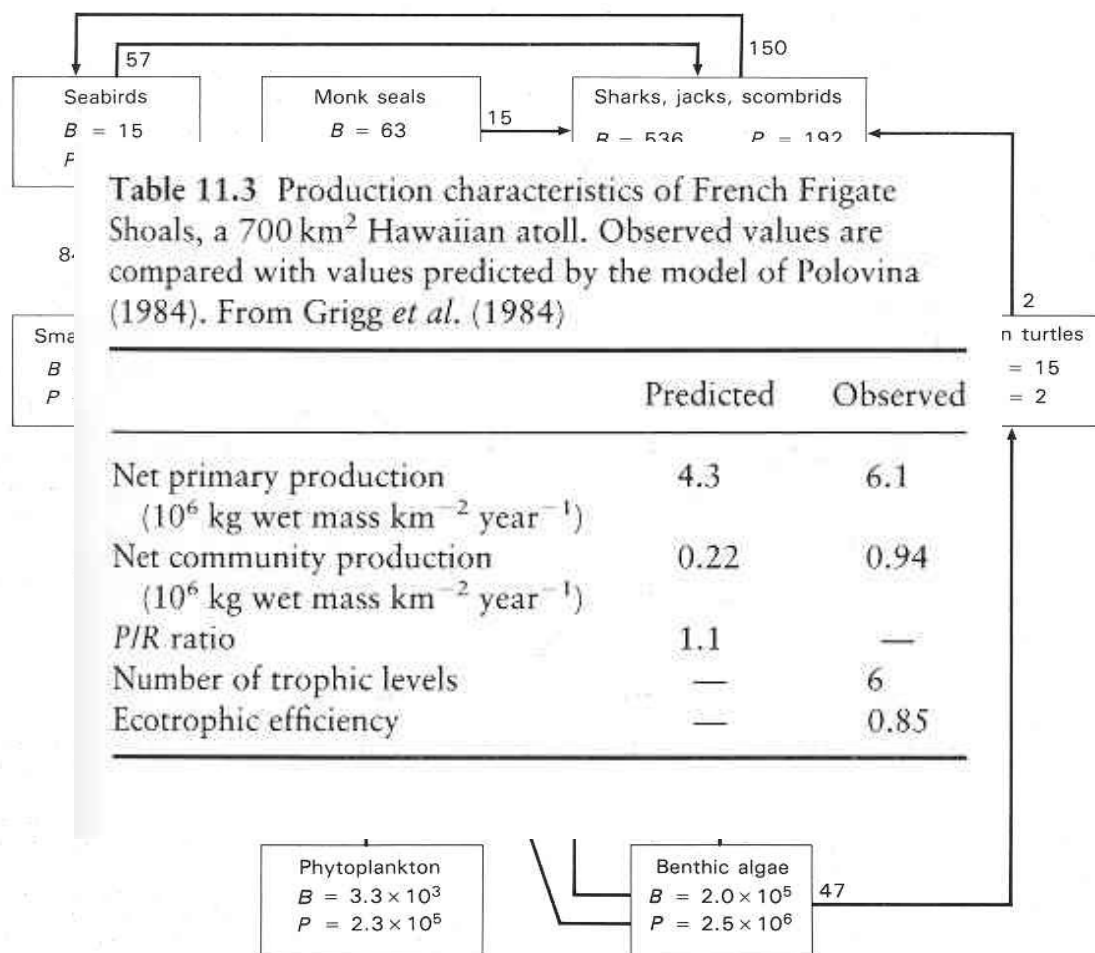 57
150
Seabirds
B = 15
P
Monk seals
B = 63
15
Sharks, jacks, scombrids
B = 536 P = 192
Table 11.3 Production characteristics of French Frigate
Shoals, a 700 km² Hawaiian atoll. Observed values are
compared with values predicted by the model of Polovina
(1984). From Grigg et al. (1984)
Predicted Observed
Net primary production 4.3 6.1
(10⁶ kg wet mass km⁻² year⁻¹)
Net community production 0.22 0.94
(10⁶ kg wet mass km⁻² year⁻¹)
P/R ratio 1.1 —
Number of trophic levels — 6
Ecotrophic efficiency — 0.85
8
Sma
B
P
2
n turtles
= 15
= 2
Phytoplankton
B = 3.3 × 10³
P = 2.3 × 10⁵
Benthic algae
B = 2.0 × 10⁵
P = 2.5 × 10⁶
47